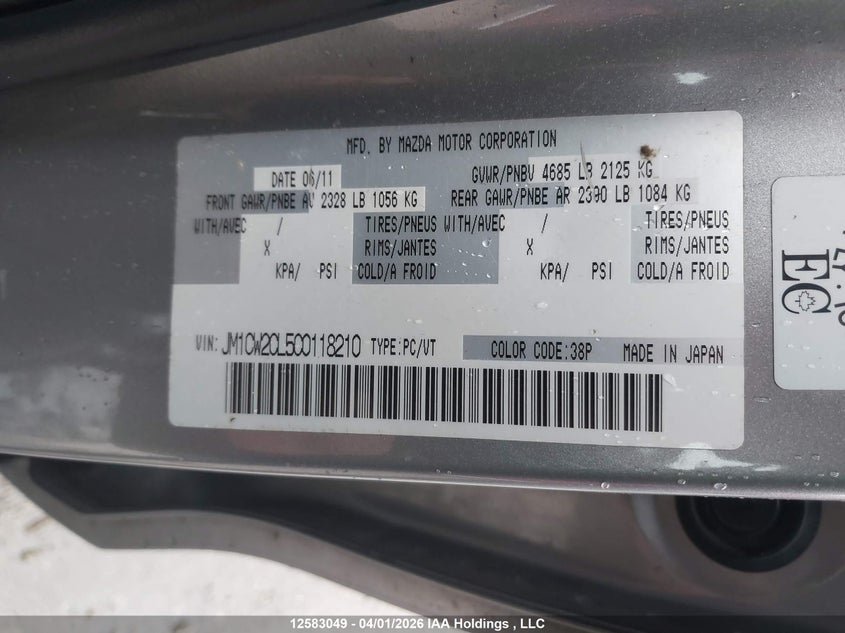 MFD. BY MAZDA MOTOR CORPORATION
DATE 06/11 GVWR/PNBV 4685 LB 2125 KG
FRONT GAWR/PNBE AV 2328 LB 1056 KG REAR GAWR/PNBE AR 2390 LB 1084 KG
WITH/AVEC / TIRES/PNEUS WITH/AVEC / TIRES/PNEUS
X RIMS/JANTES X RIMS/JANTES
KPA/ PSI COLD/A FROID KPA/ PSI COLD/A FROID
VIN: JM1CW2CL5C0118210 TYPE:PC/VT COLOR CODE:38P MADE IN JAPAN
EC
12583049 - 04/01/2026 IAA Holdings , LLC